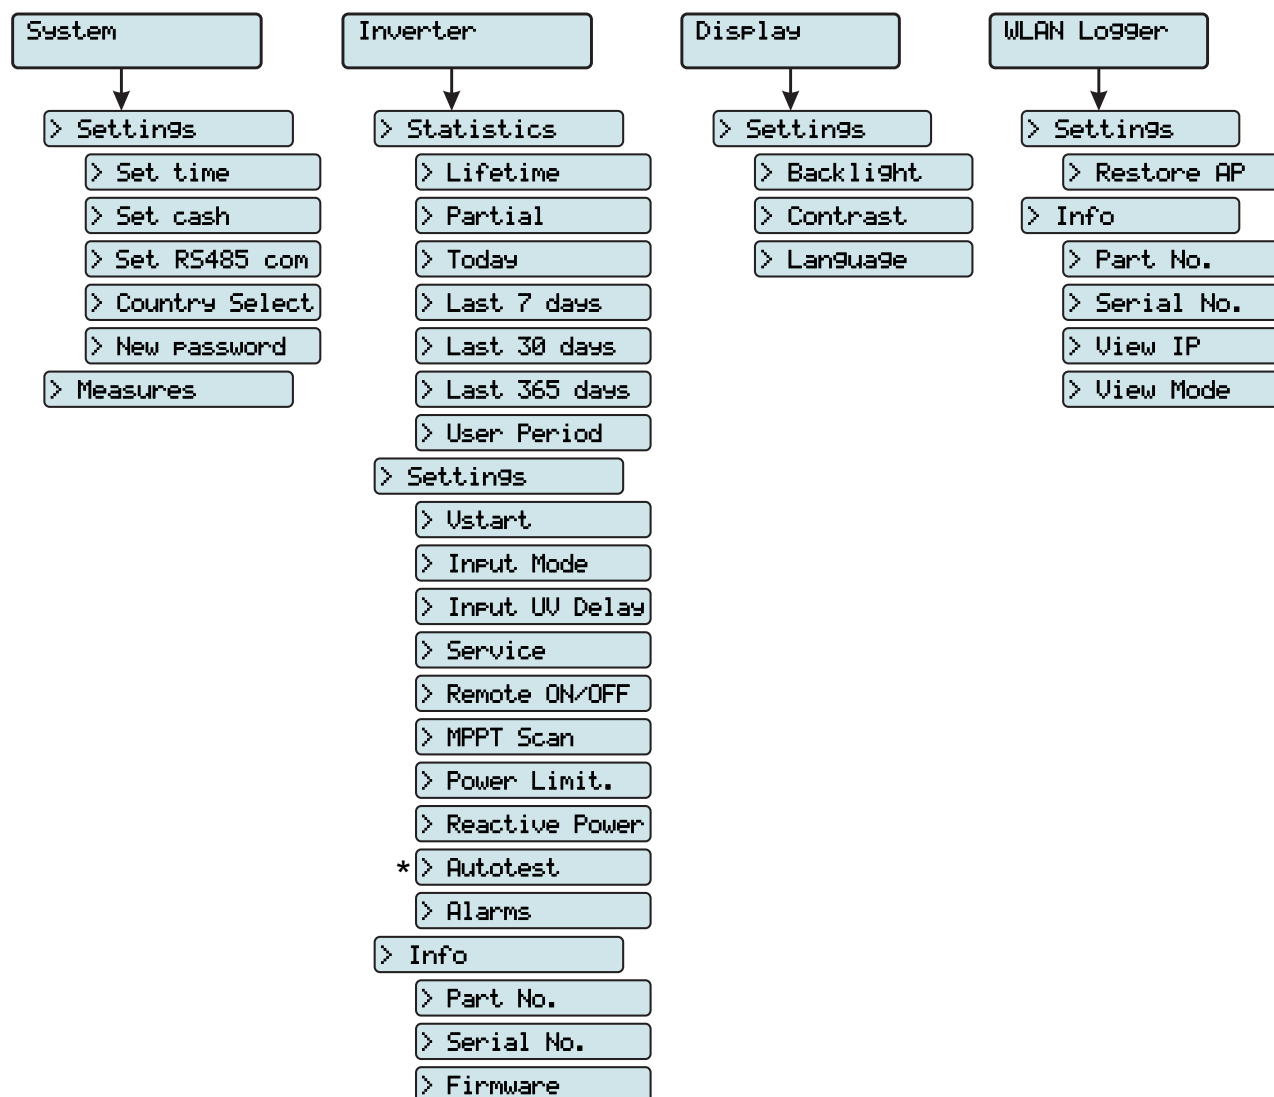 System
> Settings
> Set time
> Set cash
> Set RS485 com
> Country Select
> New password
> Measures
Inverter
> Statistics
> Lifetime
> Partial
> Today
> Last 7 days
> Last 30 days
> Last 365 days
> User Period
> Settings
> Vstart
> Input Mode
> Input UV Delay
> Service
> Remote ON/OFF
> MPPT Scan
> Power Limit.
> Reactive Power
* > Autotest
> Alarms
> Info
> Part No.
> Serial No.
> Firmware
Display
> Settings
> Backlight
> Contrast
> Language
WLAN Logger
> Settings
> Restore AP
> Info
> Part No.
> Serial No.
> View IP
> View Mode